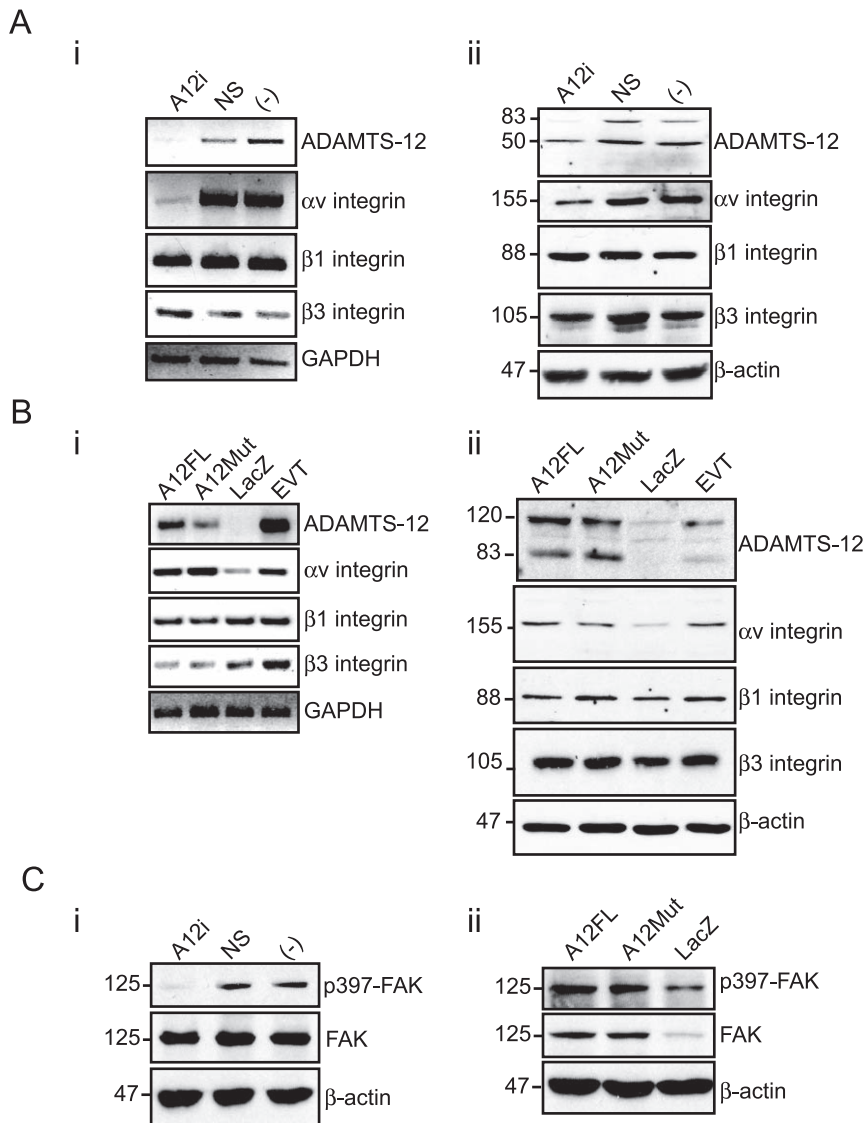 A
i
A12i NS (-)
ADAMTS-12
αv integrin
β1 integrin
β3 integrin
GAPDH
ii
A12i NS (-)
83
50
ADAMTS-12
155
αv integrin
88
β1 integrin
105
β3 integrin
47
β-actin
B
i
A12FL A12Mut LacZ EVT
ADAMTS-12
αv integrin
β1 integrin
β3 integrin
GAPDH
ii
A12FL A12Mut LacZ EVT
120
83
ADAMTS-12
155
αv integrin
88
β1 integrin
105
β3 integrin
47
β-actin
C
i
A12i NS (-)
125
p397-FAK
125
FAK
47
β-actin
ii
A12FL A12Mut LacZ
125
p397-FAK
125
FAK
47
β-actin